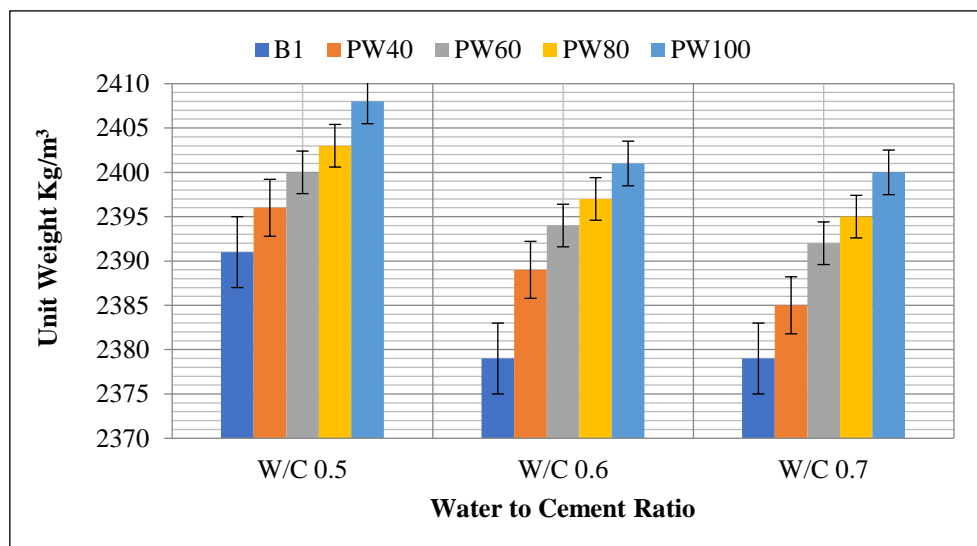 B1 PW40 PW60 PW80 PW100
2410
2405
2400
2395
2390
2385
2380
2375
2370
Unit Weight Kg/m³
W/C 0.5 W/C 0.6 W/C 0.7
Water to Cement Ratio